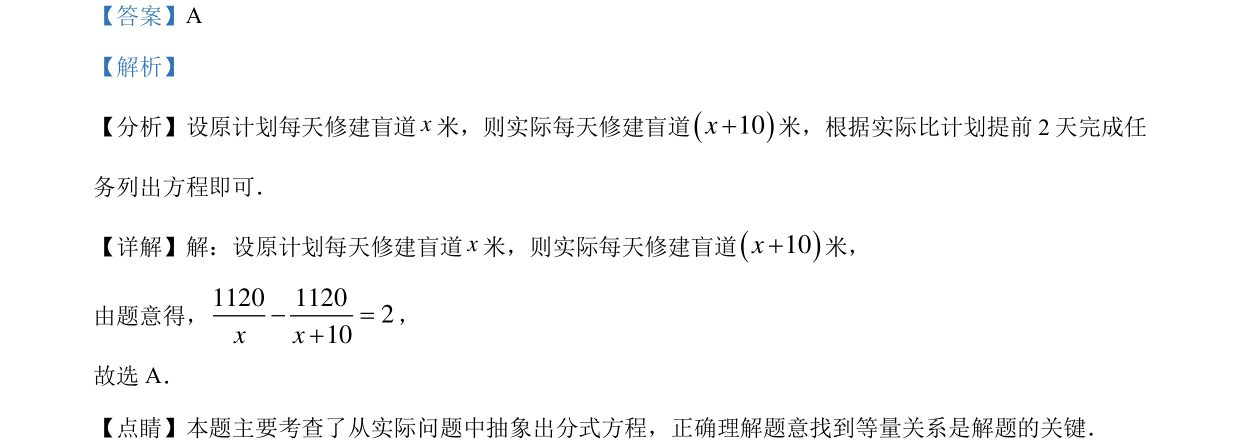 【答案】A
【解析】
【分析】设原计划每天修建盲道 x 米，则实际每天修建盲道(x+10)米，根据实际比计划提前 2 天完成任
务列出方程即可．
【详解】解：设原计划每天修建盲道 x 米，则实际每天修建盲道(x+10)米，
由题意得，1120/x − 1120/(x+10) = 2，
故选 A．
【点睛】本题主要考查了从实际问题中抽象出分式方程，正确理解题意找到等量关系是解题的关键．